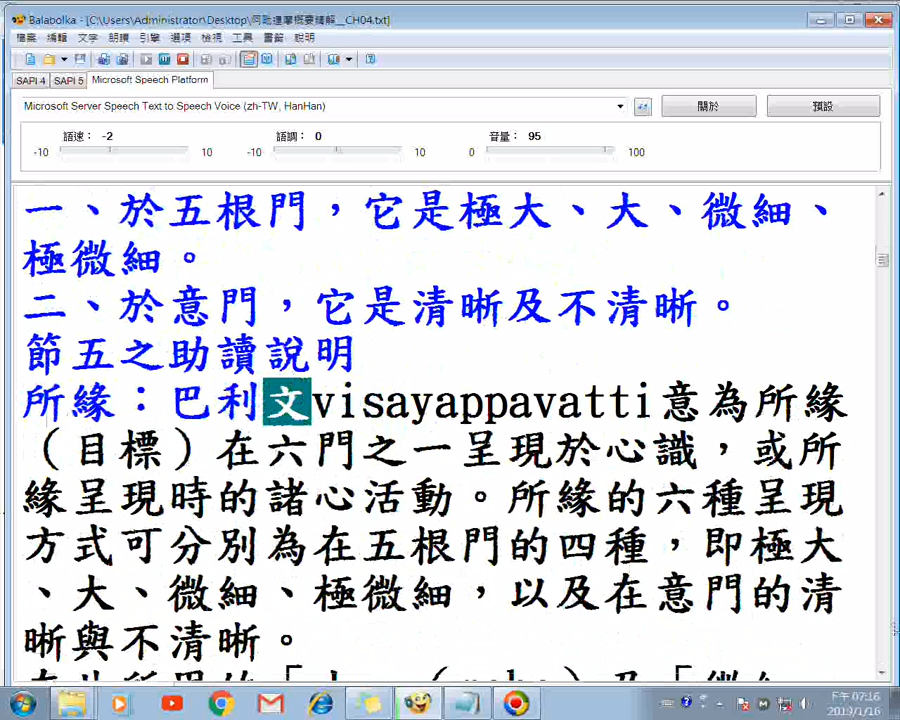 Balabolka - [C:\Users\Administrator\Desktop\阿毗達摩概要精解__CH04.txt]
檔案 編輯 文字 朗讀 引擎 選項 檢視 工具 書籤 說明
SAPI 4 SAPI 5 Microsoft Speech Platform
Microsoft Server Speech Text to Speech Voice (zh-TW, HanHan) 關於 預設
語速： -2 語調： 0 音量： 95
-10 10 -10 10 0 100
一、於五根門，它是極大、大、微細、
極微細。
二、於意門，它是清晰及不清晰。
節五之助讀說明
所緣：巴利文visayappavatti意為所緣
（目標）在六門之一呈現於心識，或所
緣呈現時的諸心活動。所緣的六種呈現
方式可分別為在五根門的四種，即極大
、大、微細、極微細，以及在意門的清
晰與不清晰。
下午 07:16
2019/1/16